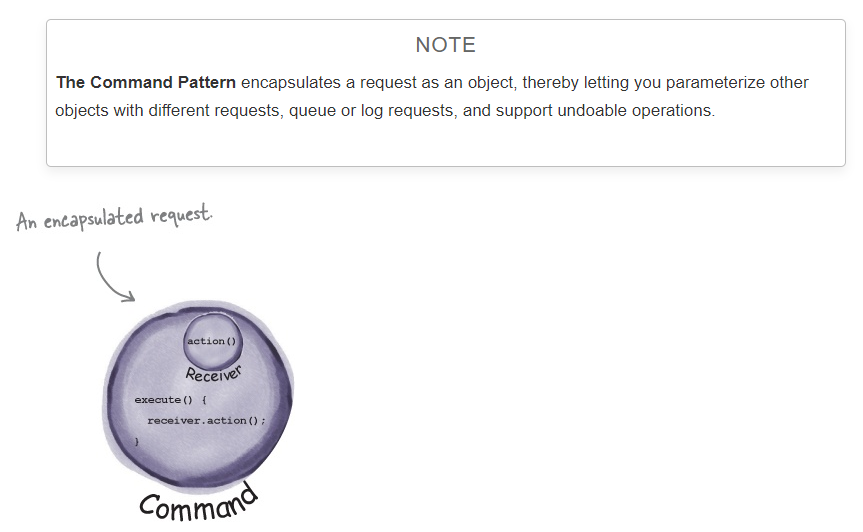 NOTE
The Command Pattern encapsulates a request as an object, thereby letting you parameterize other
objects with different requests, queue or log requests, and support undoable operations.
An encapsulated request.
action()
Receiver
execute() {
receiver.action();
}
Command